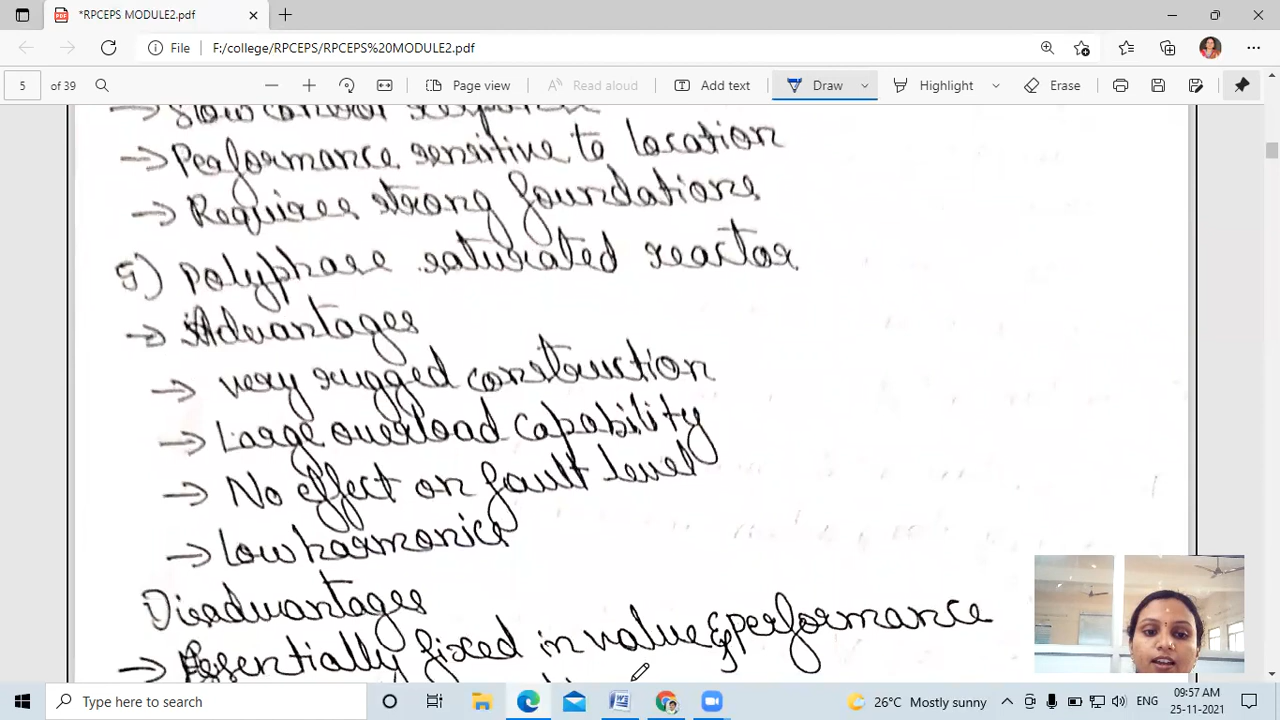 *RPCEPS MODULE2.pdf
File F:/college/RPCEPS/RPCEPS%20MODULE2.pdf
5 of 39 Page view Read aloud Add text Draw Highlight Erase
→ Slow control response
→ Performance sensitive to location
→ Requires strong foundations
5) Polyphase saturated reactor
→ Advantages
→ very rugged construction
→ Large overload capability
→ No effect on fault level
→ Low harmonics
Disadvantages
→ Essentially fixed in value & performance
Type here to search
26°C Mostly sunny ENG 09:57 AM
25-11-2021